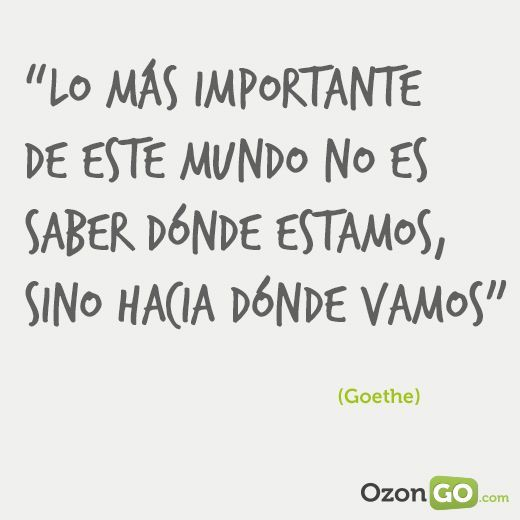 “LO MÁS IMPORTANTE
DE ESTE MUNDO NO ES
SABER DÓNDE ESTAMOS,
SINO HACIA DÓNDE VAMOS”
(Goethe)
OzonGO.com